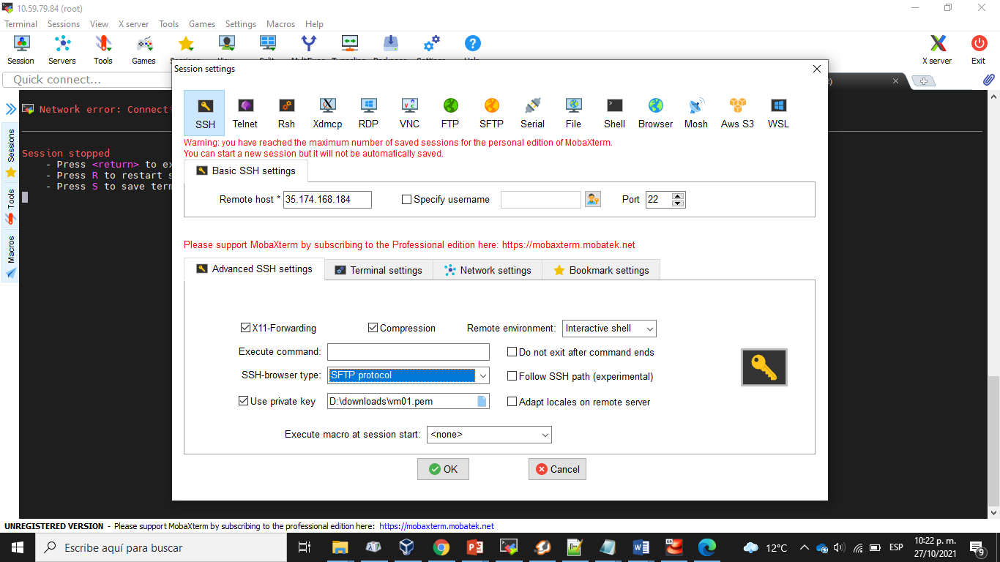 10.59.79.84 (root)
Terminal Sessions View X server Tools Games Settings Macros Help
Session Servers Tools Games X server Exit
Quick connect...
Session settings
SSH Telnet Rsh Xdmcp RDP VNC FTP SFTP Serial File Shell Browser Mosh Aws S3 WSL
Warning: you have reached the maximum number of saved sessions for the personal edition of MobaXterm.
You can start a new session but it will not be automatically saved.
Basic SSH settings
Remote host * 35.174.168.184 Specify username Port 22
Please support MobaXterm by subscribing to the Professional edition here: https://mobaxterm.mobatek.net
Advanced SSH settings Terminal settings Network settings Bookmark settings
X11-Forwarding Compression Remote environment: Interactive shell
Execute command: Do not exit after command ends
SSH-browser type: SFTP protocol Follow SSH path (experimental)
Use private key D:\downloads\vm01.pem Adapt locales on remote server
Execute macro at session start: <none>
OK Cancel
Sessions
Tools
Macros
Network error: Connecti
Session stopped
- Press <return> to ex
- Press R to restart s
- Press S to save term
UNREGISTERED VERSION - Please support MobaXterm by subscribing to the professional edition here: https://mobaxterm.mobatek.net
Escribe aquí para buscar
12°C
ESP
10:22 p. m.
27/10/2021
9